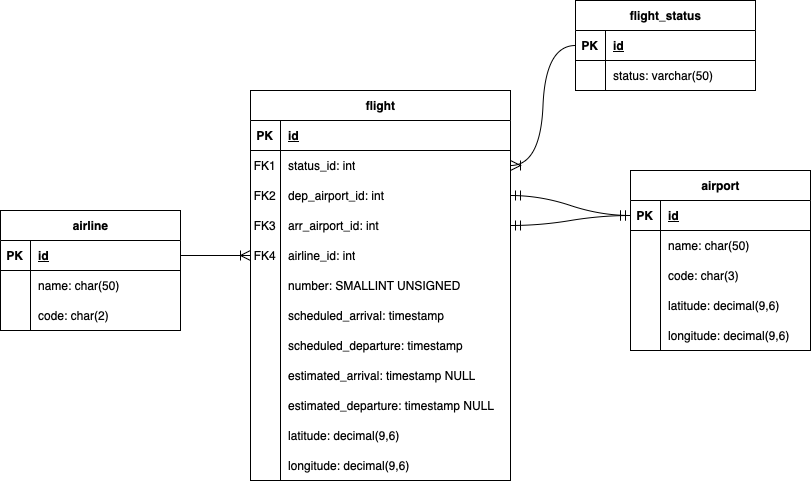 flight_status
PK id
status: varchar(50)
flight
PK id
FK1 status_id: int
FK2 dep_airport_id: int
FK3 arr_airport_id: int
FK4 airline_id: int
number: SMALLINT UNSIGNED
scheduled_arrival: timestamp
scheduled_departure: timestamp
estimated_arrival: timestamp NULL
estimated_departure: timestamp NULL
latitude: decimal(9,6)
longitude: decimal(9,6)
airport
PK id
name: char(50)
code: char(3)
latitude: decimal(9,6)
longitude: decimal(9,6)
airline
PK id
name: char(50)
code: char(2)